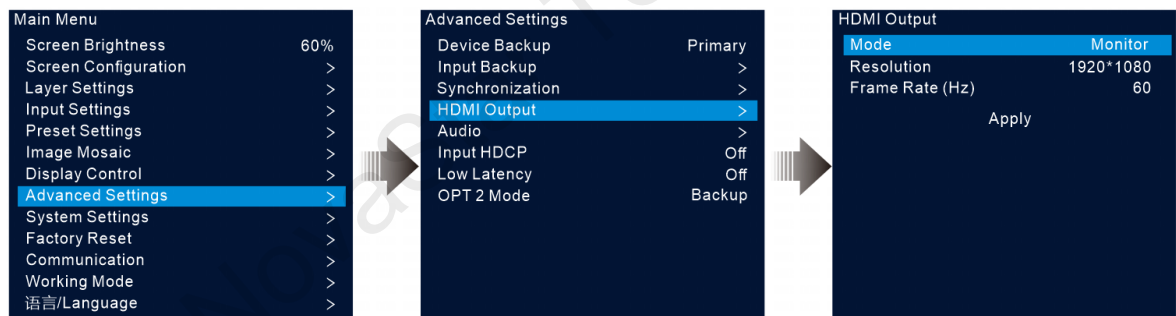 Main Menu
Screen Brightness 60%
Screen Configuration >
Layer Settings >
Input Settings >
Preset Settings >
Image Mosaic >
Display Control >
Advanced Settings >
System Settings >
Factory Reset >
Communication >
Working Mode >
语言/Language >
Advanced Settings
Device Backup Primary
Input Backup >
Synchronization >
HDMI Output >
Audio >
Input HDCP Off
Low Latency Off
OPT 2 Mode Backup
HDMI Output
Mode Monitor
Resolution 1920*1080
Frame Rate (Hz) 60
Apply